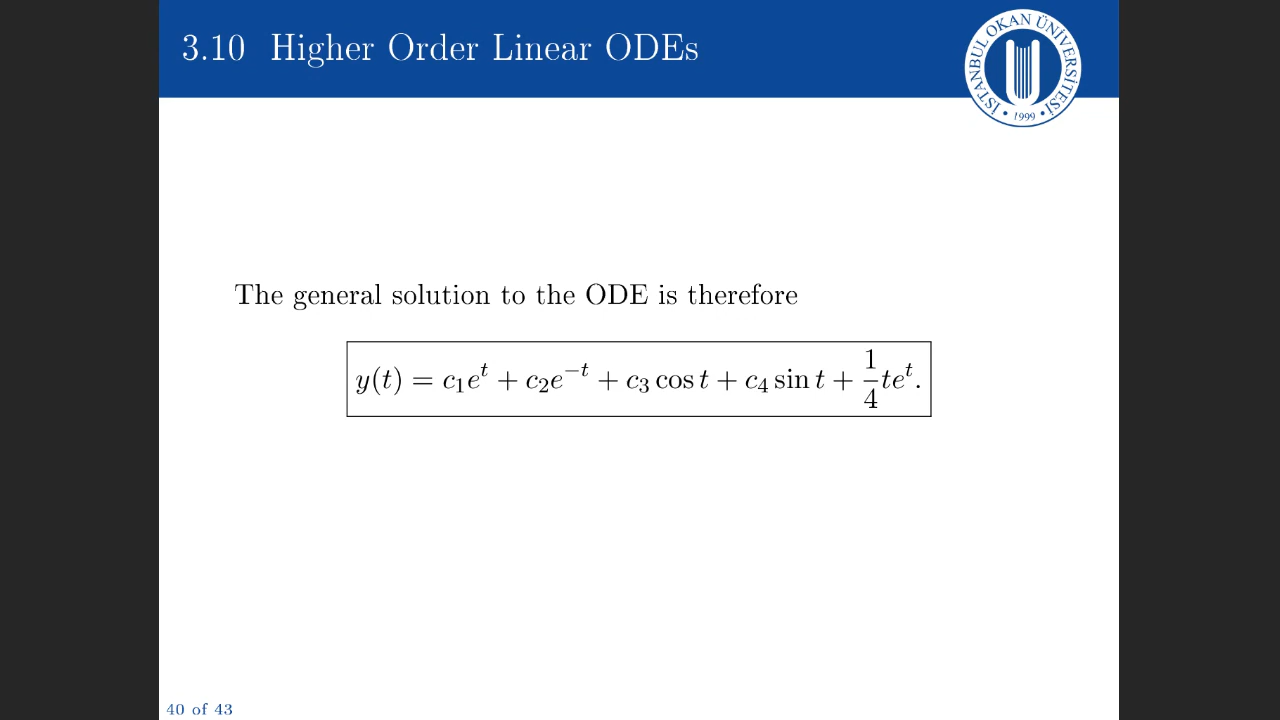 3.10 Higher Order Linear ODEs
İSTANBUL OKAN ÜNİVERSİTESİ
• 1999 •
The general solution to the ODE is therefore
y(t) = c₁eᵗ + c₂e⁻ᵗ + c₃ cos t + c₄ sin t + 1/4 teᵗ.
40 of 43